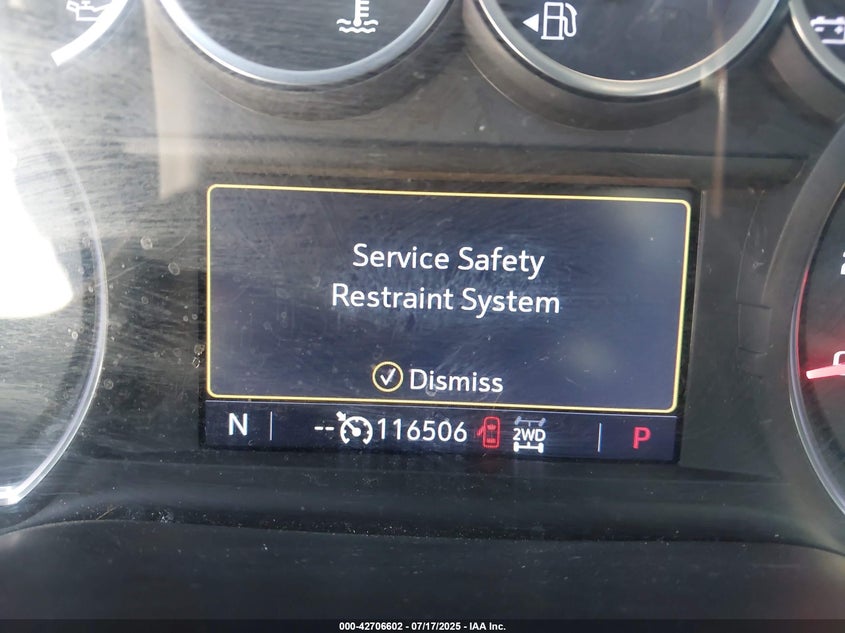 Service Safety
Restraint System
Dismiss
N -- 116506 2WD P
000-42706602 - 07/17/2025 - IAA Inc.